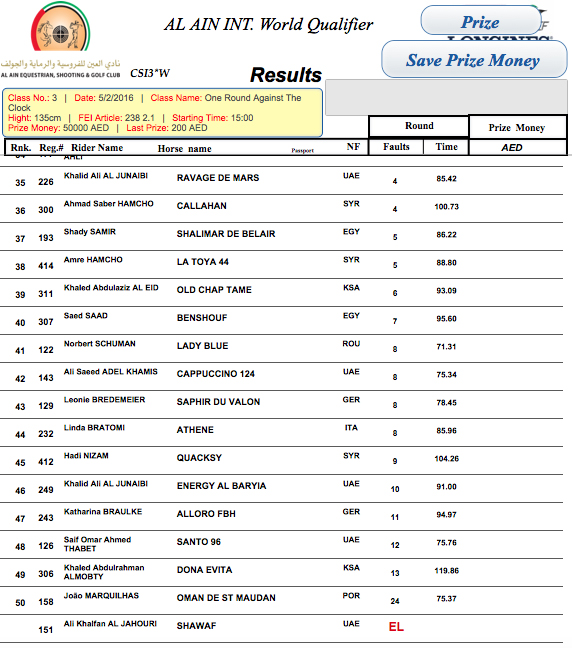 AL AIN INT. World Qualifier
Prize
LONGINES
Save Prize Money
نادي العين للفروسية والرماية والجولف
AL AIN EQUESTRIAN, SHOOTING & GOLF CLUB
CSI3*W
Results
Class No.: 3 | Date: 5/2/2016 | Class Name: One Round Against The
Clock
Hight: 135cm | FEI Article: 238 2.1 | Starting Time: 15:00
Prize Money: 50000 AED | Last Prize: 200 AED
Round Prize Money
Rnk. Reg.# Rider Name Horse name Passport NF Faults Time AED
35 226 Khalid Ali AL JUNAIBI RAVAGE DE MARS UAE 4 85.42
36 300 Ahmad Saber HAMCHO CALLAHAN SYR 4 100.73
37 193 Shady SAMIR SHALIMAR DE BELAIR EGY 5 86.22
38 414 Amre HAMCHO LA TOYA 44 SYR 5 88.80
39 311 Khaled Abdulaziz AL EID OLD CHAP TAME KSA 6 93.09
40 307 Saed SAAD BENSHOUF EGY 7 95.60
41 122 Norbert SCHUMAN LADY BLUE ROU 8 71.31
42 143 Ali Saeed ADEL KHAMIS CAPPUCCINO 124 UAE 8 75.34
43 129 Leonie BREDEMEIER SAPHIR DU VALON GER 8 78.45
44 232 Linda BRATOMI ATHENE ITA 8 85.96
45 412 Hadi NIZAM QUACKSY SYR 9 104.26
46 249 Khalid Ali AL JUNAIBI ENERGY AL BARYIA UAE 10 91.00
47 243 Katharina BRAULKE ALLORO FBH GER 11 94.97
48 126 Saif Omar Ahmed THABET SANTO 96 UAE 12 75.76
49 306 Khaled Abdulrahman ALMOBTY DONA EVITA KSA 13 119.86
50 158 João MARQUILHAS OMAN DE ST MAUDAN POR 24 75.37
151 Ali Khalfan AL JAHOURI SHAWAF UAE EL